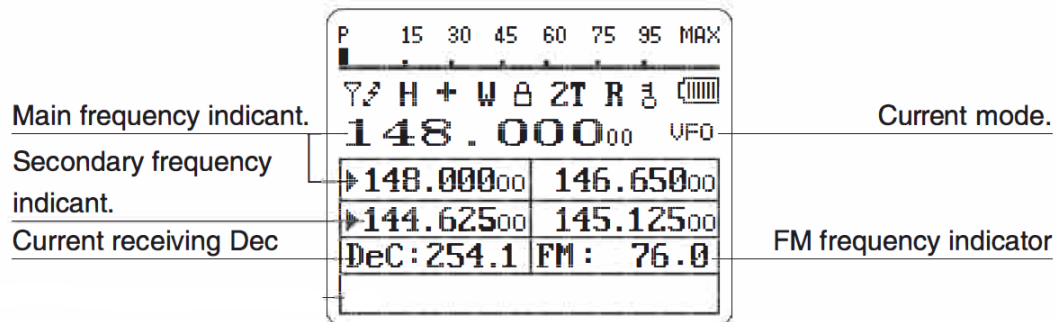 P 15 30 45 60 75 95 MAX
H + W 2T R
Main frequency indicant.
148.00000 VFO
Current mode.
Secondary frequency
indicant.
148.00000 146.65000
144.62500 145.12500
Current receiving Dec
DeC:254.1 FM: 76.0
FM frequency indicator